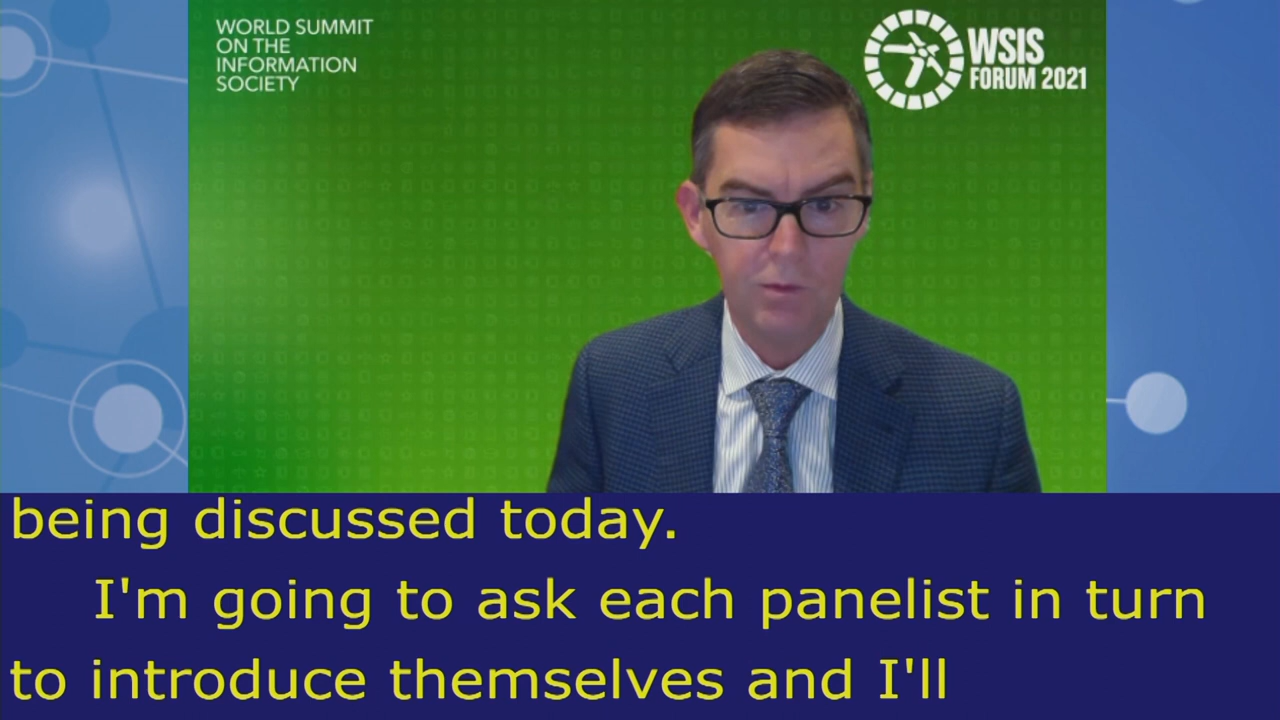 WORLD SUMMIT
ON THE
INFORMATION
SOCIETY
WSIS
FORUM 2021
being discussed today.
I'm going to ask each panelist in turn
to introduce themselves and I'll